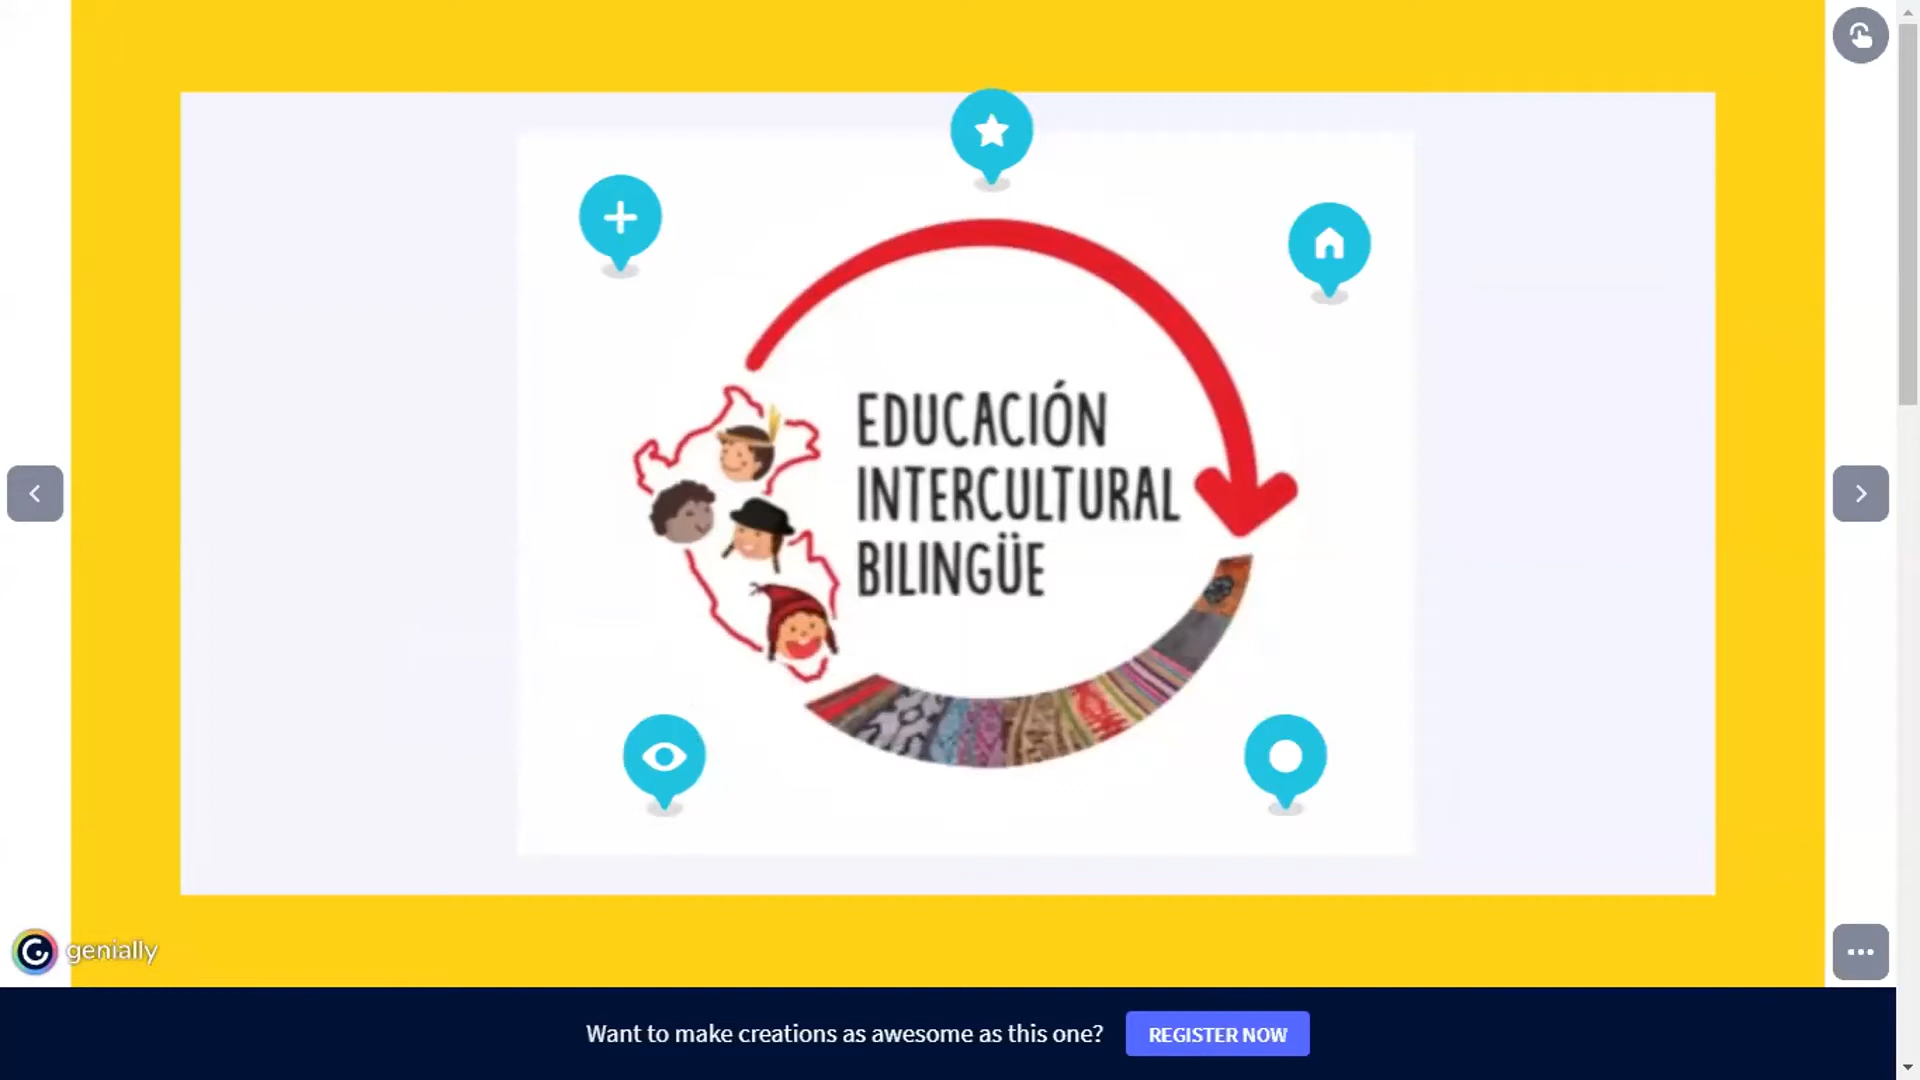 EDUCACIÓN
INTERCULTURAL
BILINGÜE
genially
Want to make creations as awesome as this one?
REGISTER NOW